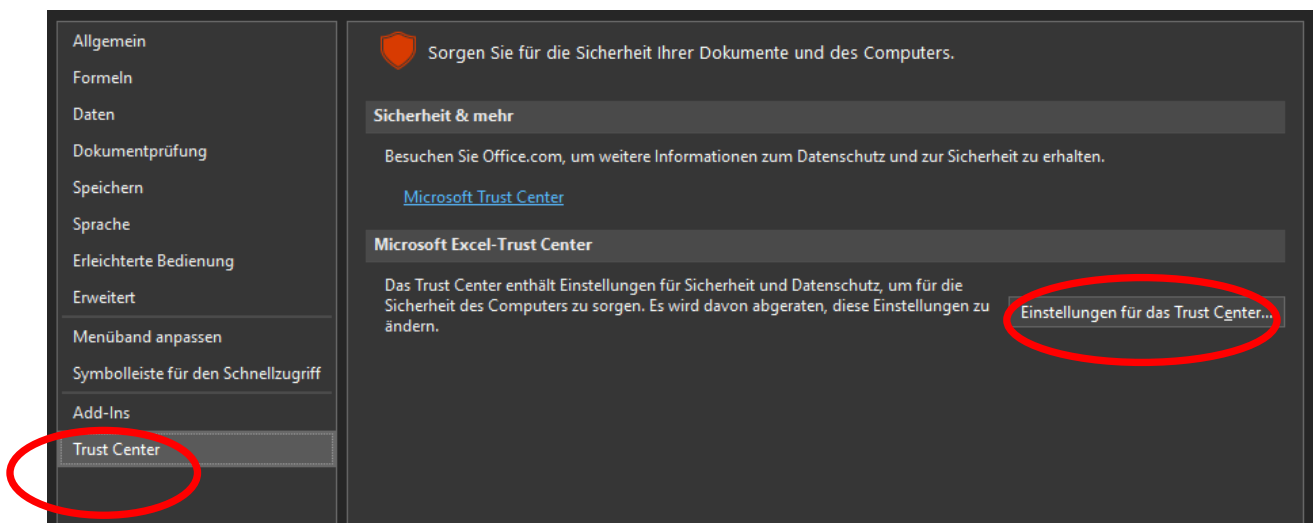 Allgemein
Formeln
Daten
Dokumentprüfung
Speichern
Sprache
Erleichterte Bedienung
Erweitert
Menüband anpassen
Symbolleiste für den Schnellzugriff
Add-Ins
Trust Center
Sorgen Sie für die Sicherheit Ihrer Dokumente und des Computers.
Sicherheit & mehr
Besuchen Sie Office.com, um weitere Informationen zum Datenschutz und zur Sicherheit zu erhalten.
Microsoft Trust Center
Microsoft Excel-Trust Center
Das Trust Center enthält Einstellungen für Sicherheit und Datenschutz, um für die
Sicherheit des Computers zu sorgen. Es wird davon abgeraten, diese Einstellungen zu
ändern.
Einstellungen für das Trust Center...